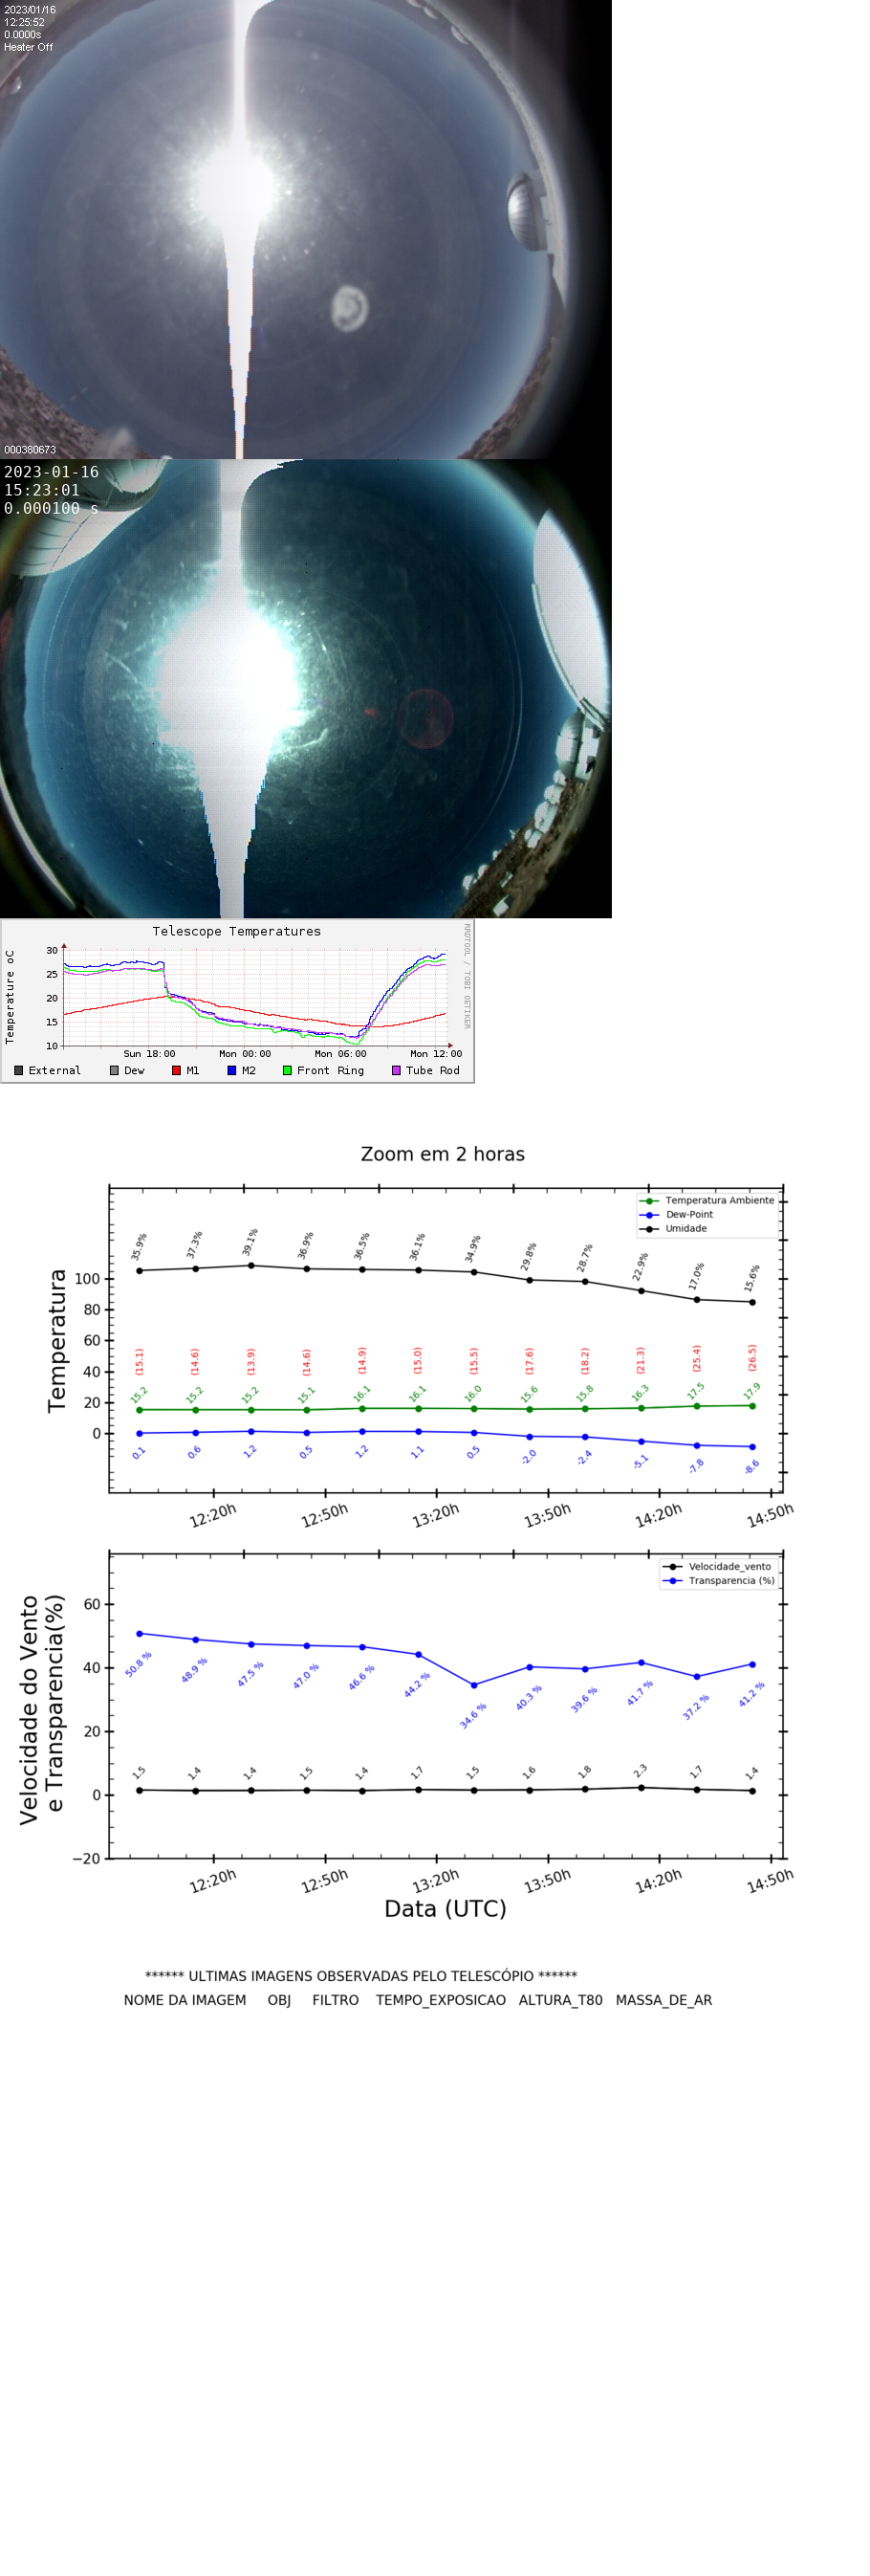 2023/01/16
12:25:52
0.0000s
Heater Off
000380673
2023-01-16
15:23:01
0.000100 s
Telescope Temperatures
RRDTOOL / TOBI OETIKER
Temperature oC
30
25
20
15
10
Sun 18:00 Mon 00:00 Mon 06:00 Mon 12:00
External Dew M1 M2 Front Ring Tube Rod
Zoom em 2 horas
Temperatura Ambiente
Dew-Point
Umidade
Temperatura
100
80
60
40
20
0
35.9% 37.3% 39.1% 36.9% 36.5% 36.1% 34.9% 29.8% 28.7% 22.9% 17.0% 15.6%
(15.1) (14.6) (13.9) (14.6) (14.9) (15.0) (15.5) (17.6) (18.2) (21.3) (25.4) (26.5)
15.2 15.2 15.2 15.1 16.1 16.1 16.0 15.6 15.8 16.3 17.5 17.9
0.1 0.6 1.2 0.5 1.2 1.1 0.5 -2.0 -2.4 -5.1 -7.8 -8.6
12:20h 12:50h 13:20h 13:50h 14:20h 14:50h
Velocidade_vento
Transparencia (%)
Velocidade do Vento
e Transparencia(%)
60
40
20
0
−20
50.8 % 48.9 % 47.5 % 47.0 % 46.6 % 44.2 % 34.6 % 40.3 % 39.6 % 41.7 % 37.2 % 41.2 %
1.5 1.4 1.4 1.5 1.4 1.7 1.5 1.6 1.8 2.3 1.7 1.4
12:20h 12:50h 13:20h 13:50h 14:20h 14:50h
Data (UTC)
****** ULTIMAS IMAGENS OBSERVADAS PELO TELESCÓPIO ******
NOME DA IMAGEM OBJ FILTRO TEMPO_EXPOSICAO ALTURA_T80 MASSA_DE_AR